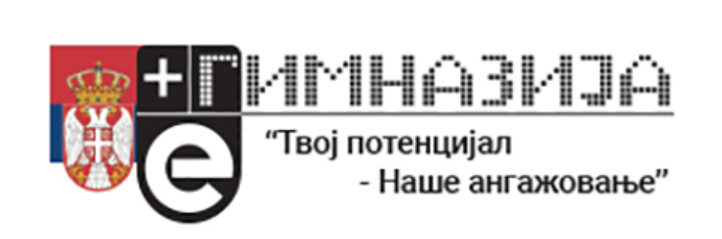 +ГИМНАЗИЈА
е
“Твој потенцијал
- Наше ангажовање”